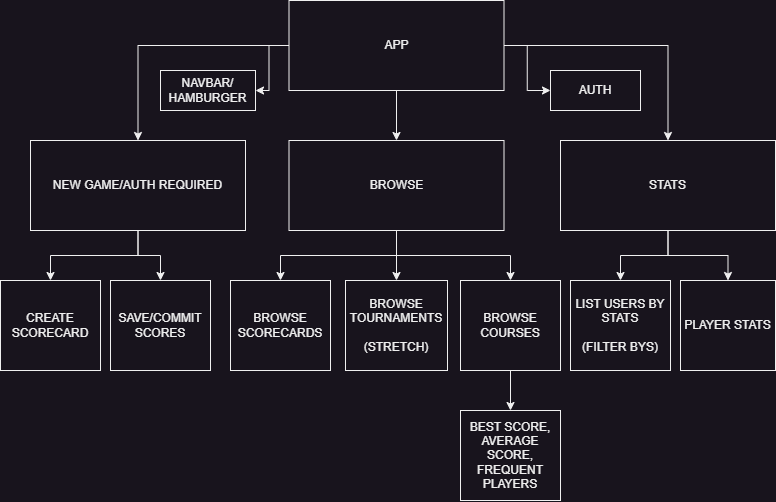 APP
NAVBAR/
HAMBURGER
AUTH
NEW GAME/AUTH REQUIRED
BROWSE
STATS
CREATE
SCORECARD
SAVE/COMMIT
SCORES
BROWSE
SCORECARDS
BROWSE
TOURNAMENTS
(STRETCH)
BROWSE
COURSES
LIST USERS BY
STATS
(FILTER BYS)
PLAYER STATS
BEST SCORE,
AVERAGE
SCORE,
FREQUENT
PLAYERS